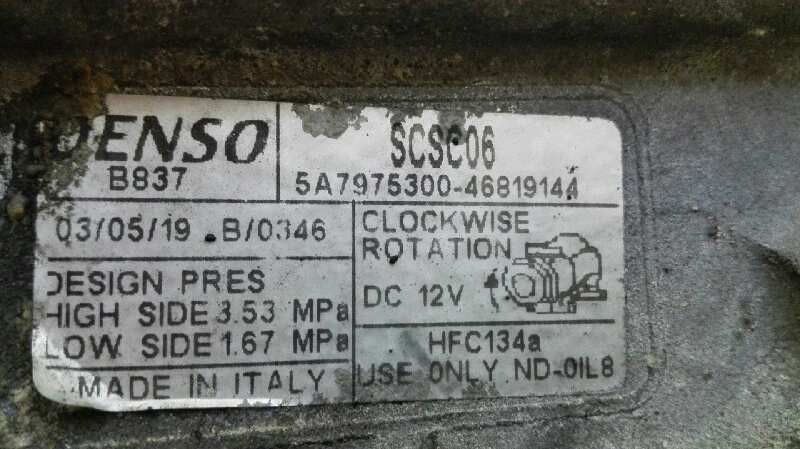 DENSO
B837
SCSC06
5A7975300-46819144
03/05/19 .B/0346
CLOCKWISE
ROTATION
DC 12V
DESIGN PRES
HIGH SIDE 3.53 MPa
LOW SIDE 1.67 MPa
HFC134a
USE ONLY ND-OIL8
MADE IN ITALY